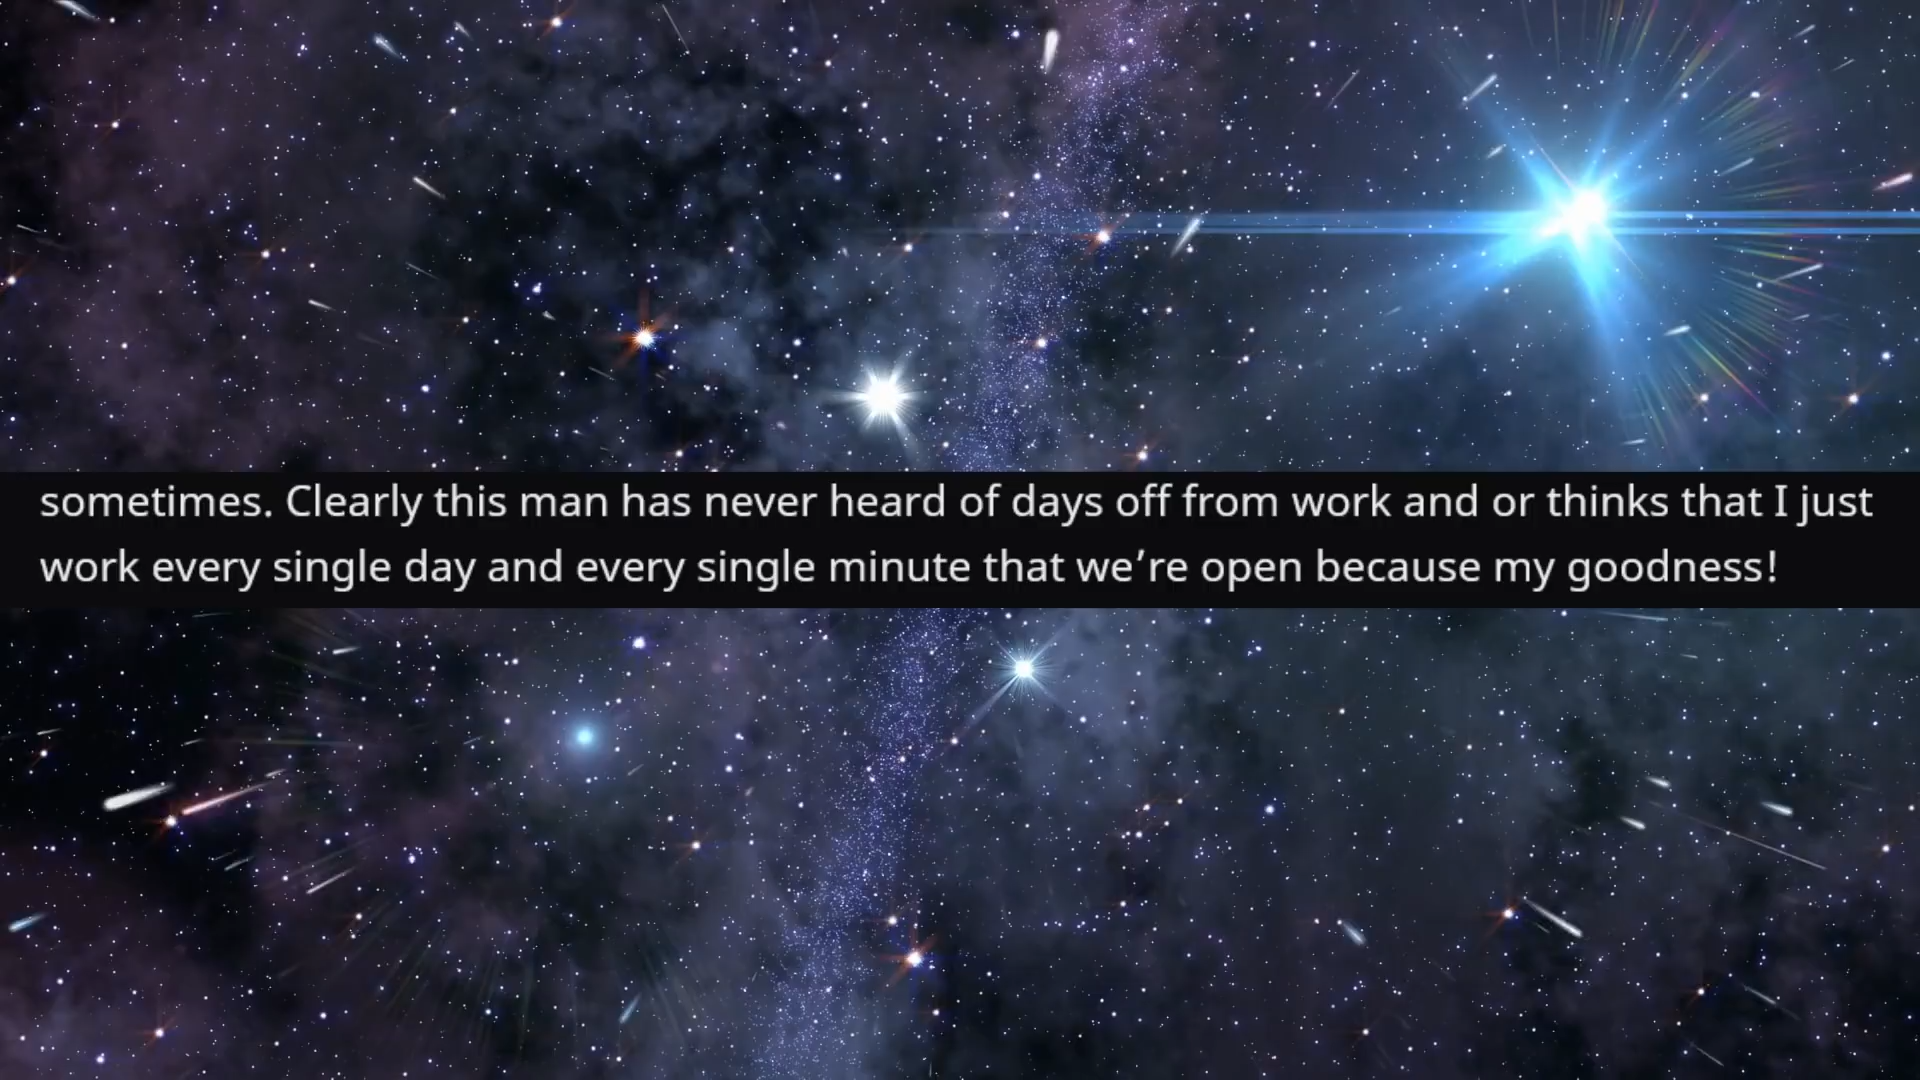 sometimes. Clearly this man has never heard of days off from work and or thinks that I just
work every single day and every single minute that we’re open because my goodness!